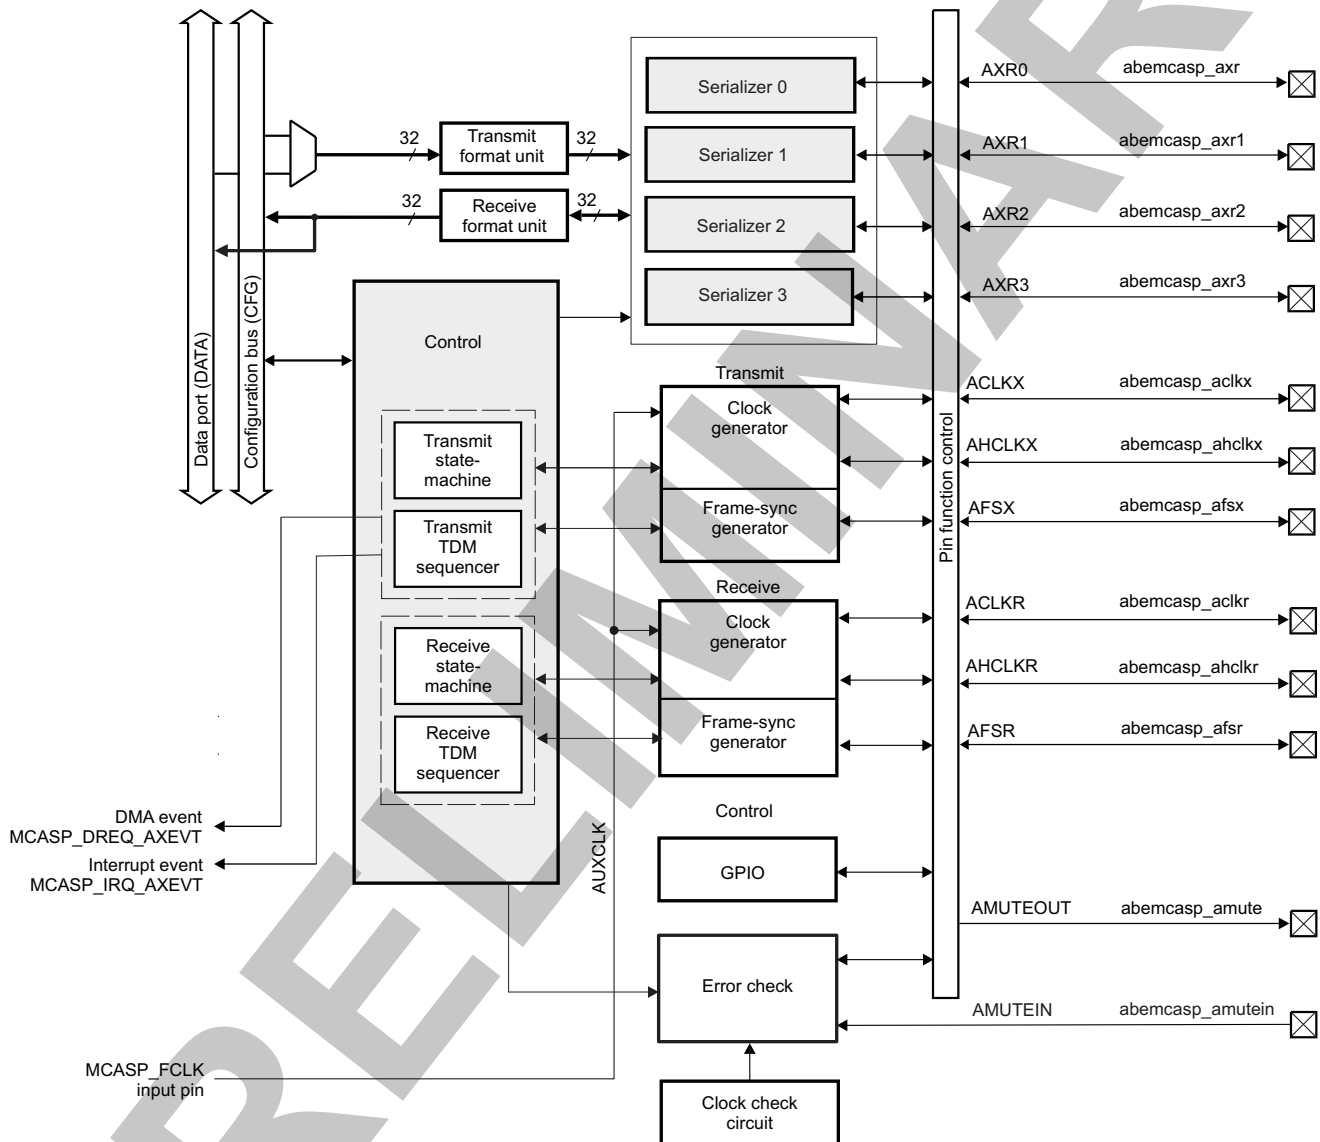 AXR0 abemcasp_axr
Serializer 0
32
Transmit
format unit
32
Serializer 1
AXR1 abemcasp_axr1
32
Receive
format unit
32
Serializer 2
AXR2 abemcasp_axr2
Serializer 3
AXR3 abemcasp_axr3
Data port (DATA)
Configuration bus (CFG)
Control
Transmit
Clock
generator
ACLKX abemcasp_aclkx
Transmit
state-
machine
AHCLKX abemcasp_ahclkx
Pin function control
Frame-sync
generator
AFSX abemcasp_afsx
Transmit
TDM
sequencer
Receive
Clock
generator
ACLKR abemcasp_aclkr
Receive
state-
machine
AHCLKR abemcasp_ahclkr
Frame-sync
generator
AFSR abemcasp_afsr
Receive
TDM
sequencer
DMA event
MCASP_DREQ_AXEVT
Interrupt event
MCASP_IRQ_AXEVT
AUXCLK
Control
GPIO
AMUTEOUT abemcasp_amute
Error check
AMUTEIN abemcasp_amutein
MCASP_FCLK
input pin
Clock check
circuit
RELIMINAR